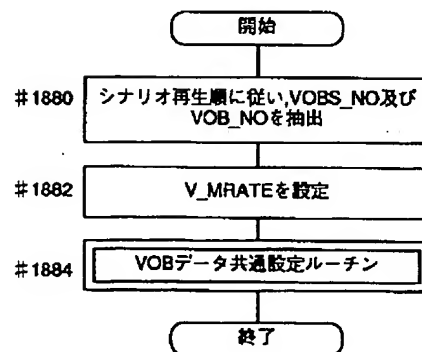 開始
#1880
シナリオ再生順に従い,VOBS_NO及び
VOB_NOを抽出
#1882
V_MRATEを設定
#1884
VOBデータ共通設定ルーチン
終了